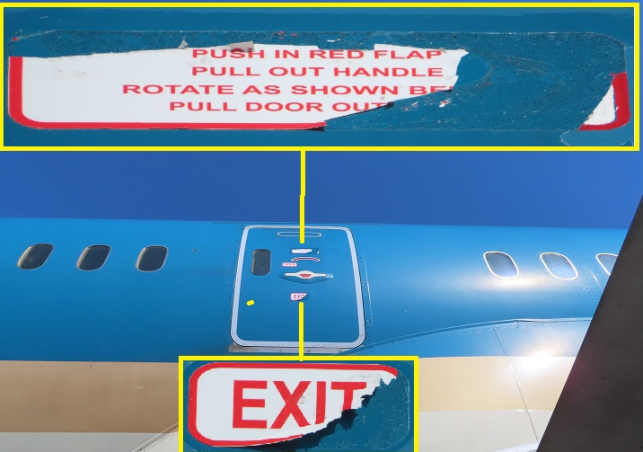 PUSH IN RED FLAP
PULL OUT HANDLE
ROTATE AS SHOWN
PULL DOOR OUT
EXIT